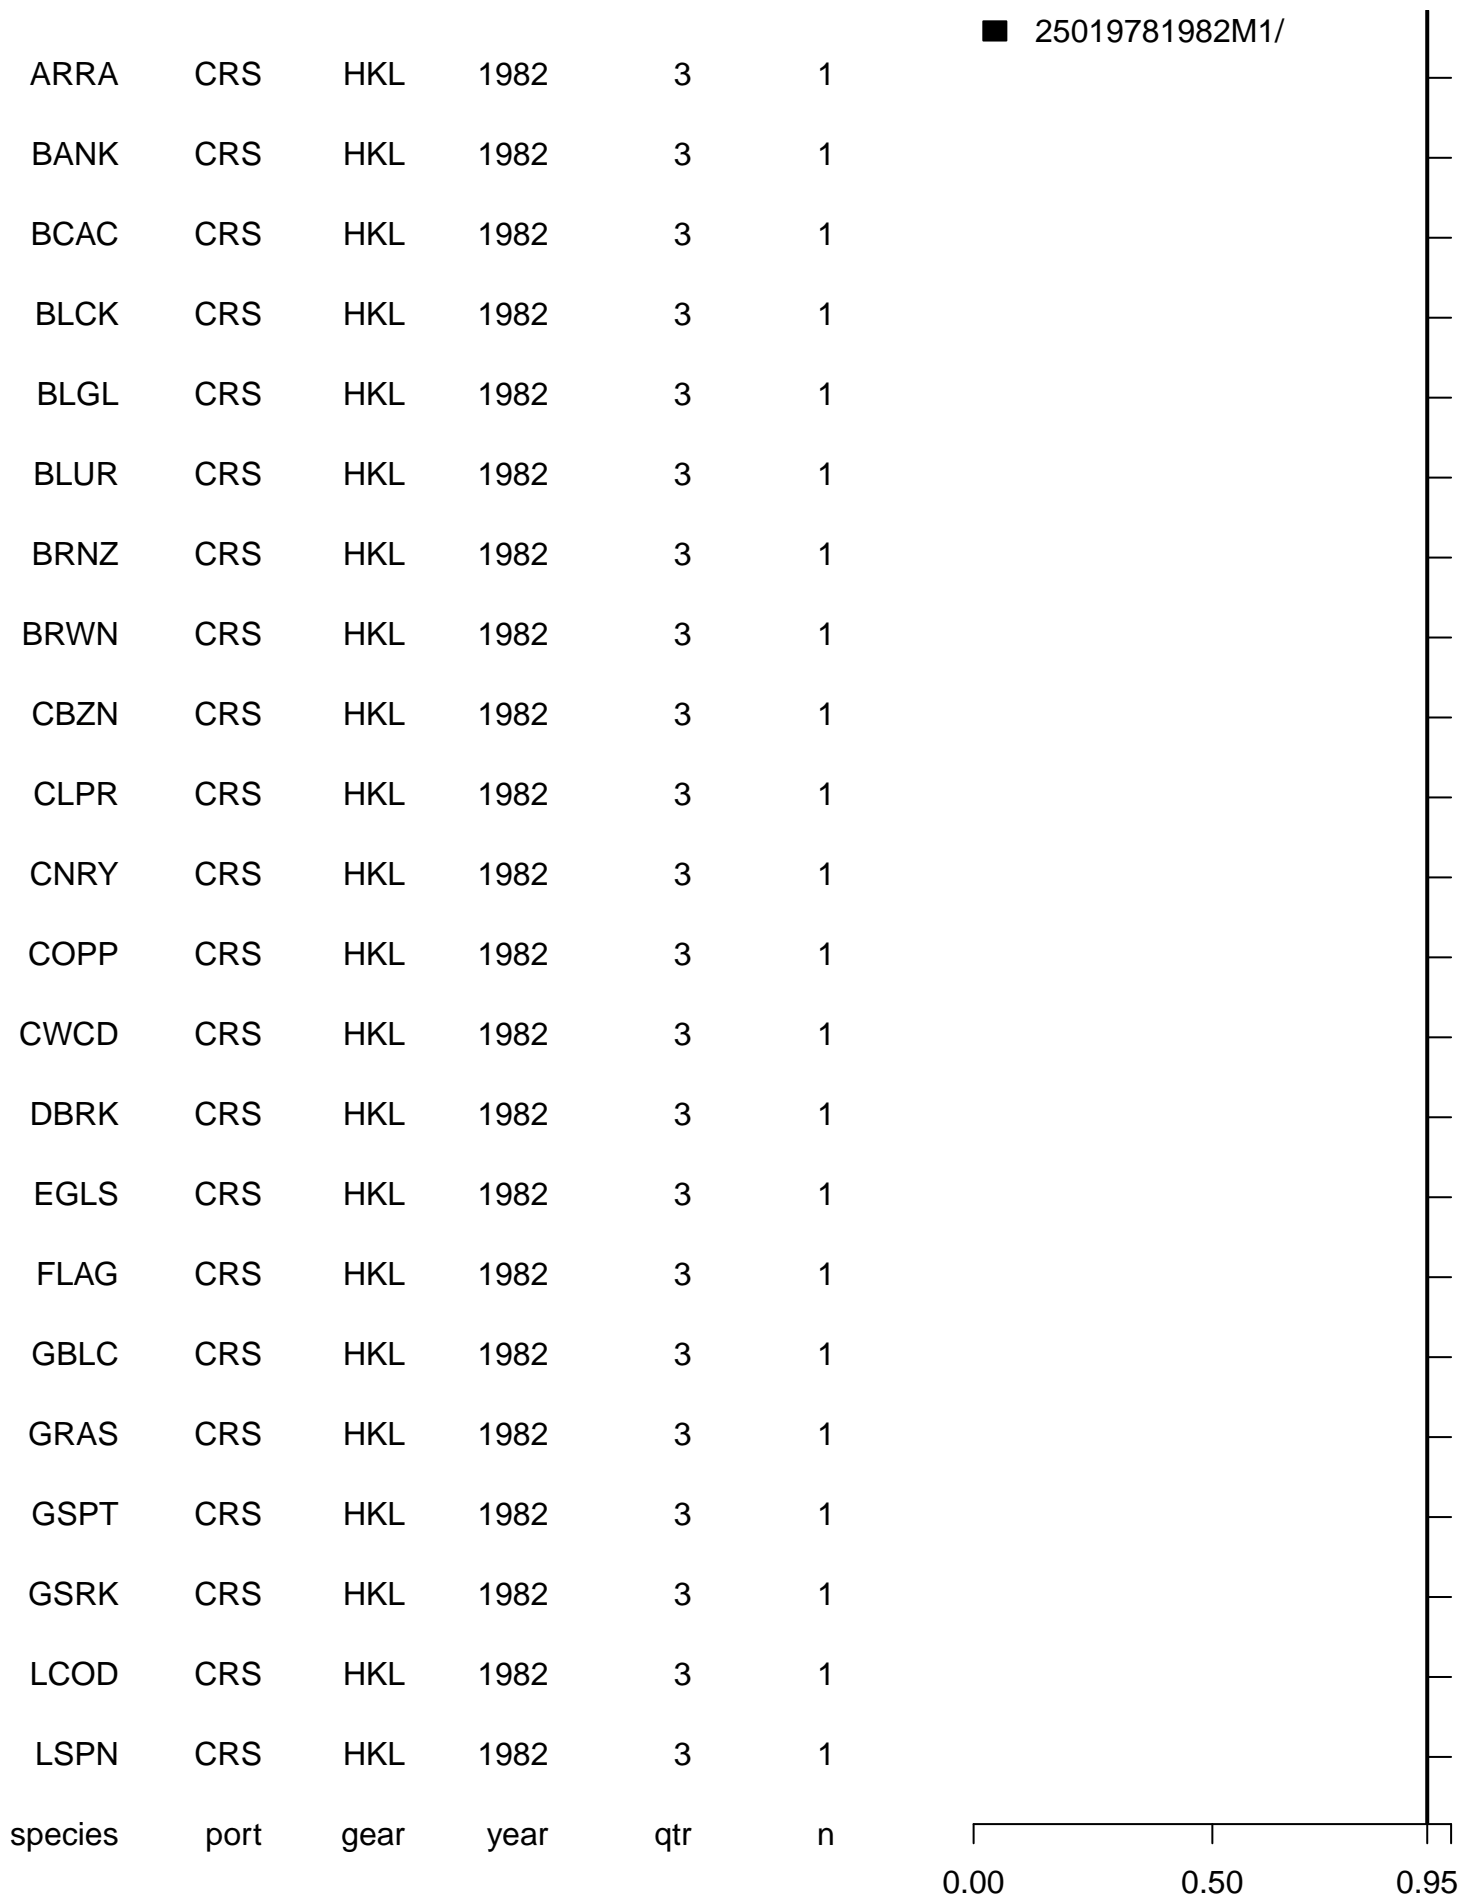 25019781982M1/
ARRA CRS HKL 1982 3 1
BANK CRS HKL 1982 3 1
BCAC CRS HKL 1982 3 1
BLCK CRS HKL 1982 3 1
BLGL CRS HKL 1982 3 1
BLUR CRS HKL 1982 3 1
BRNZ CRS HKL 1982 3 1
BRWN CRS HKL 1982 3 1
CBZN CRS HKL 1982 3 1
CLPR CRS HKL 1982 3 1
CNRY CRS HKL 1982 3 1
COPP CRS HKL 1982 3 1
CWCD CRS HKL 1982 3 1
DBRK CRS HKL 1982 3 1
EGLS CRS HKL 1982 3 1
FLAG CRS HKL 1982 3 1
GBLC CRS HKL 1982 3 1
GRAS CRS HKL 1982 3 1
GSPT CRS HKL 1982 3 1
GSRK CRS HKL 1982 3 1
LCOD CRS HKL 1982 3 1
LSPN CRS HKL 1982 3 1
species port gear year qtr n
0.00 0.50 0.95